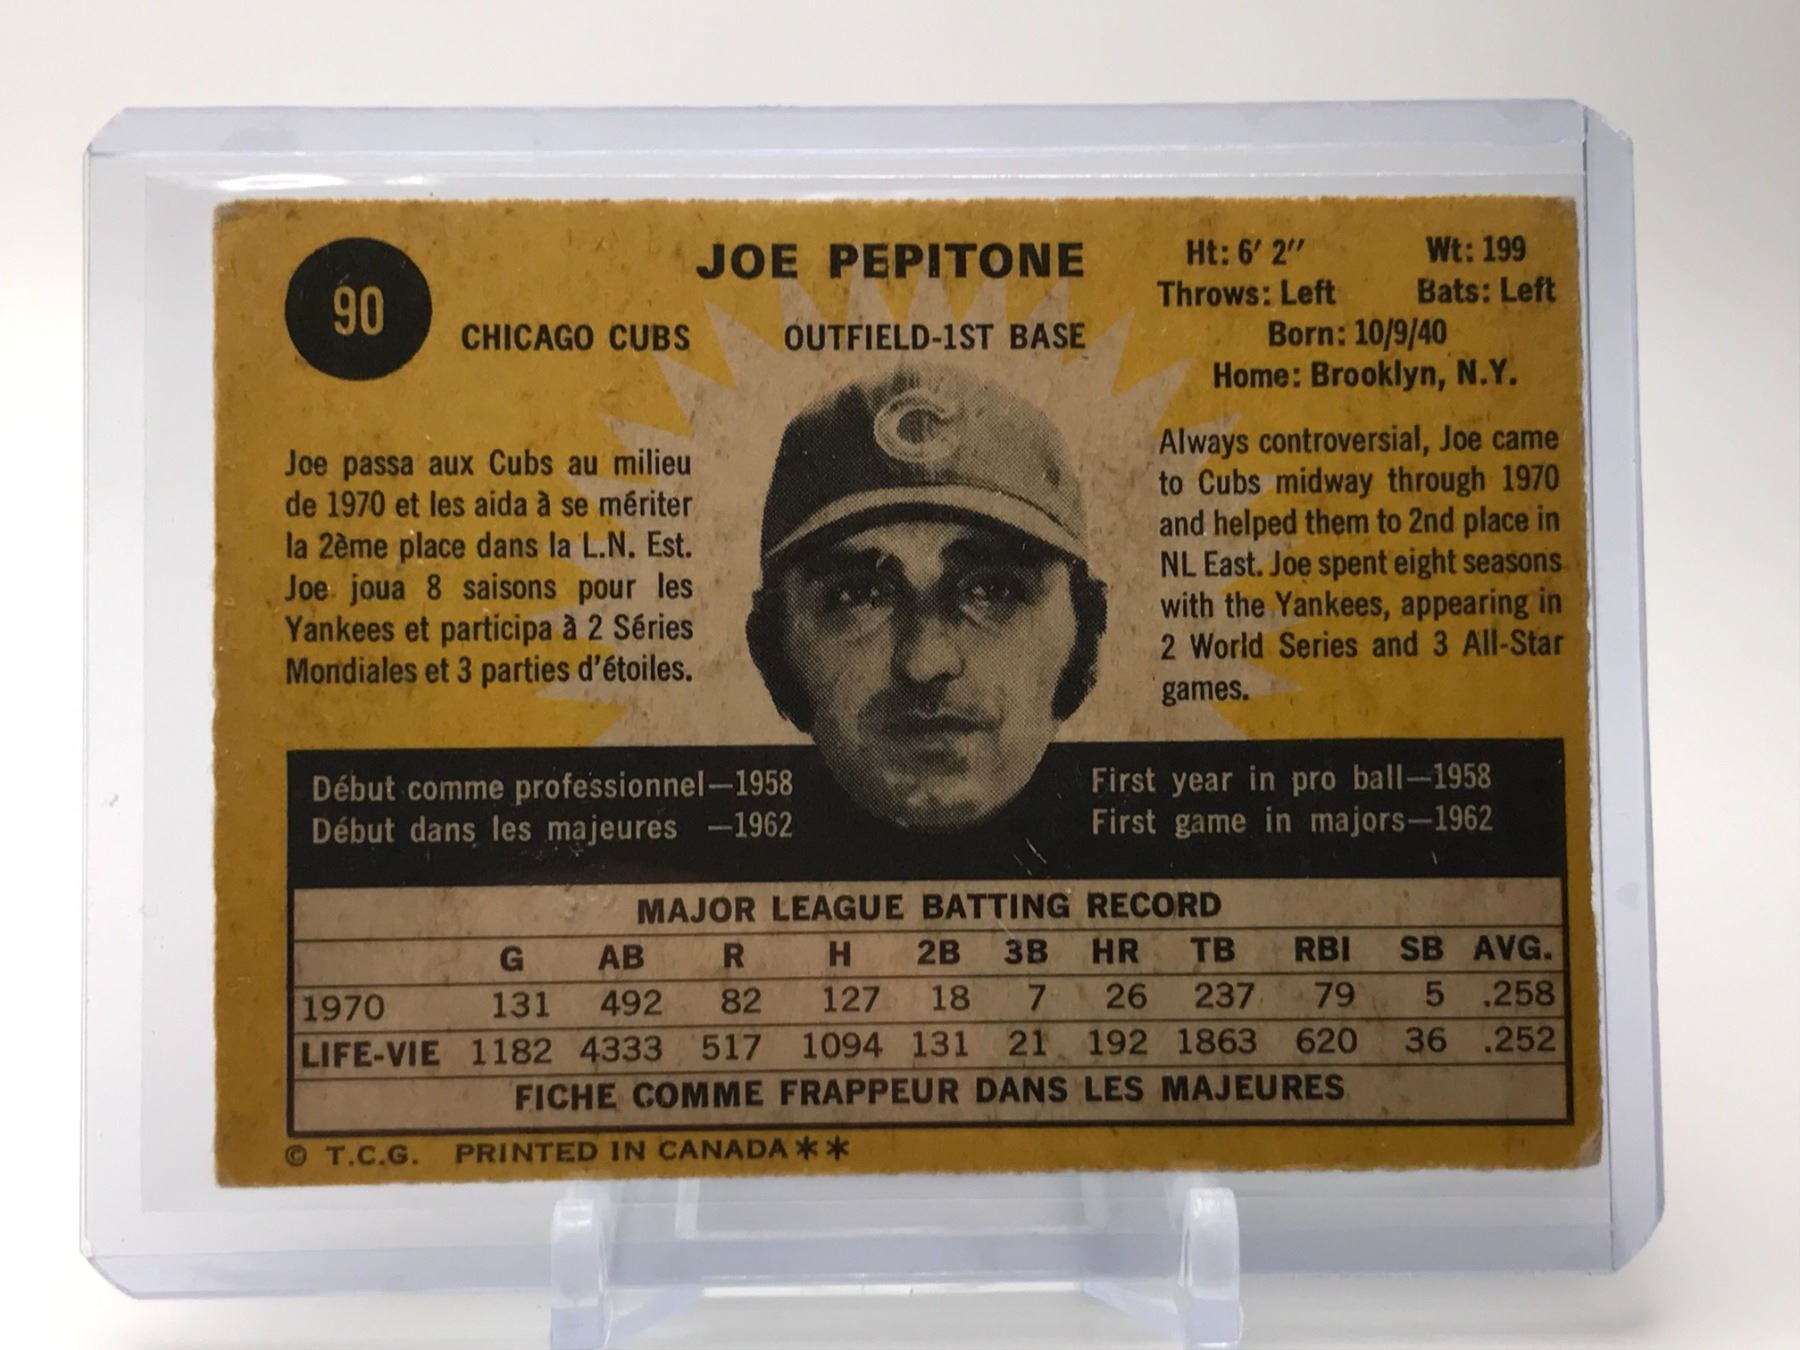 90
JOE PEPITONE
CHICAGO CUBS OUTFIELD-1ST BASE
Ht: 6' 2" Wt: 199
Throws: Left Bats: Left
Born: 10/9/40
Home: Brooklyn, N.Y.
Joe passa aux Cubs au milieu
de 1970 et les aida à se mériter
la 2ème place dans la L.N. Est.
Joe joua 8 saisons pour les
Yankees et participa à 2 Séries
Mondiales et 3 parties d'étoiles.
C
Always controversial, Joe came
to Cubs midway through 1970
and helped them to 2nd place in
NL East. Joe spent eight seasons
with the Yankees, appearing in
2 World Series and 3 All-Star
games.
Début comme professionnel—1958
Début dans les majeures —1962
First year in pro ball—1958
First game in majors—1962
MAJOR LEAGUE BATTING RECORD
G AB R H 2B 3B HR TB RBI SB AVG.
1970 131 492 82 127 18 7 26 237 79 5 .258
LIFE-VIE 1182 4333 517 1094 131 21 192 1863 620 36 .252
FICHE COMME FRAPPEUR DANS LES MAJEURES
© T.C.G. PRINTED IN CANADA**